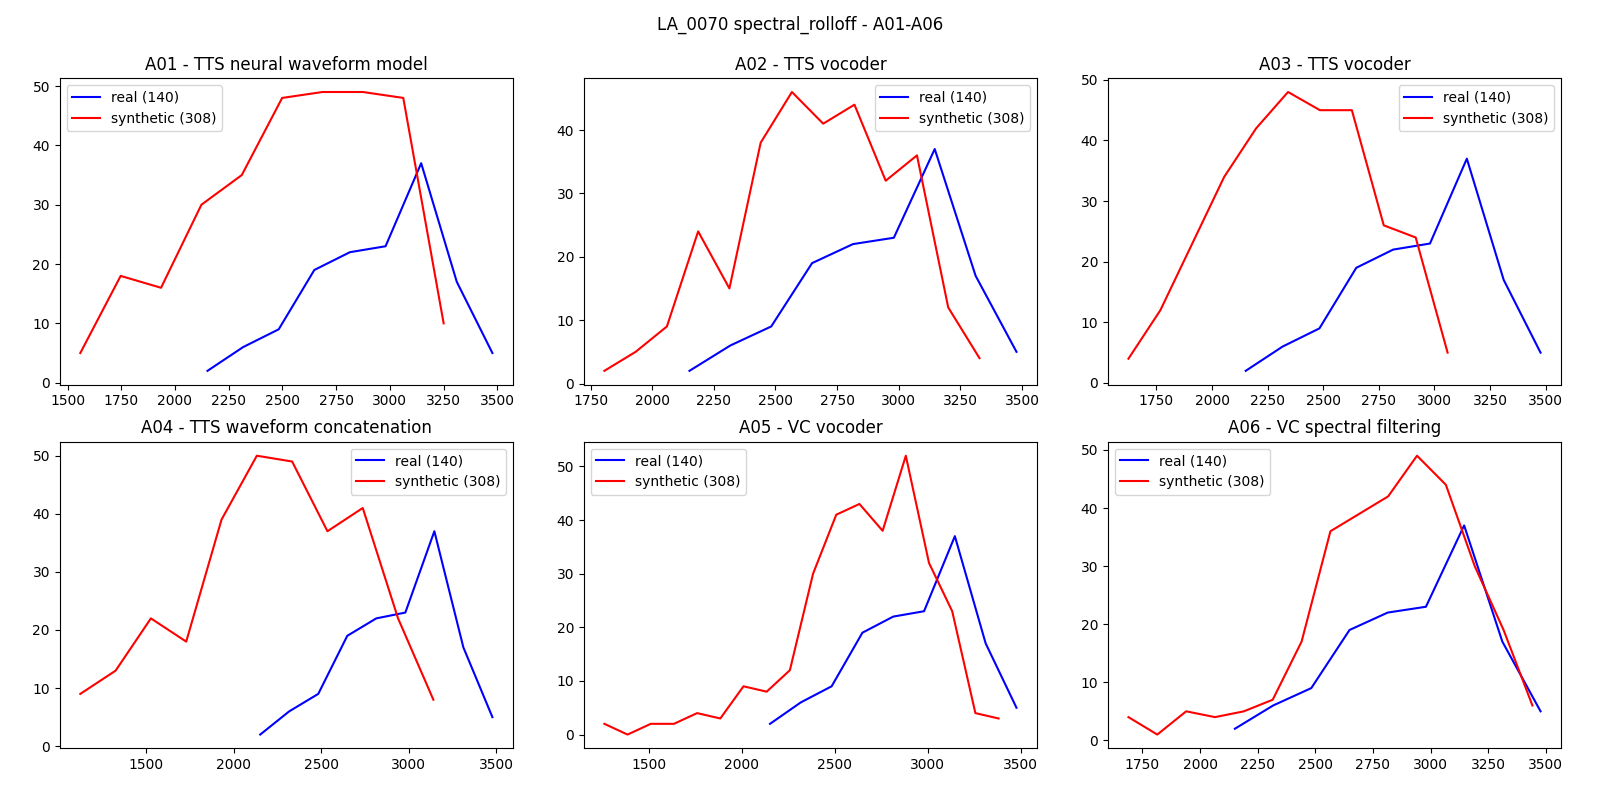 LA_0070 spectral_rolloff - A01-A06
A01 - TTS neural waveform model
real (140)
synthetic (308)
50
40
30
20
10
0
1500 1750 2000 2250 2500 2750 3000 3250 3500
A02 - TTS vocoder
real (140)
synthetic (308)
40
30
20
10
0
1750 2000 2250 2500 2750 3000 3250 3500
A03 - TTS vocoder
real (140)
synthetic (308)
50
40
30
20
10
0
1750 2000 2250 2500 2750 3000 3250 3500
A04 - TTS waveform concatenation
real (140)
synthetic (308)
50
40
30
20
10
0
1500 2000 2500 3000 3500
A05 - VC vocoder
real (140)
synthetic (308)
50
40
30
20
10
0
1500 2000 2500 3000 3500
A06 - VC spectral filtering
real (140)
synthetic (308)
50
40
30
20
10
0
1750 2000 2250 2500 2750 3000 3250 3500